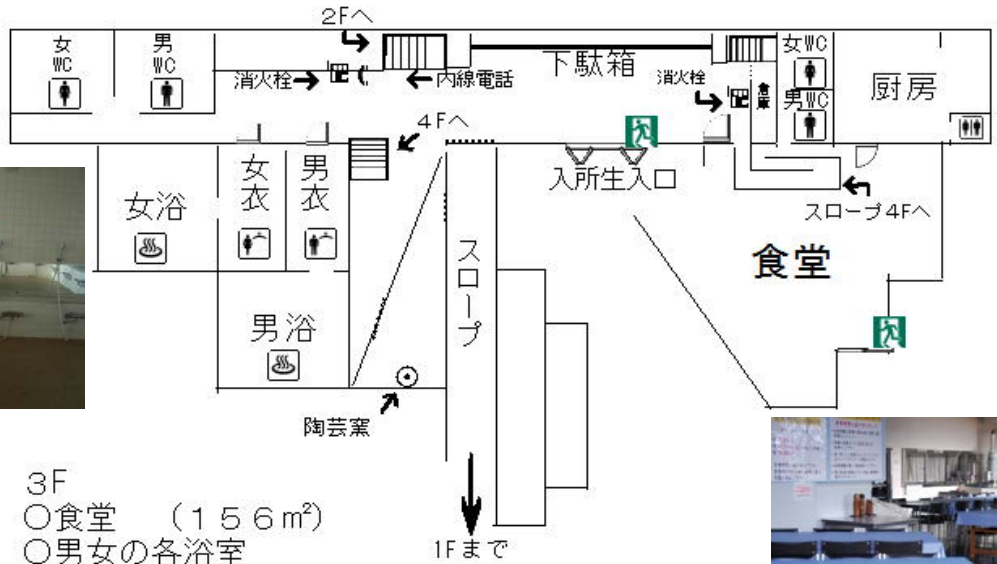 2Fへ
女
WC
男
WC
消火栓
内線電話
下駄箱
消火栓
倉庫
女WC
男WC
厨房
4Fへ
女浴
女衣
男衣
入所生入口
スロープ4Fへ
食堂
スロープ
男浴
陶芸窯
1Fまで
3F
○食堂 (156㎡)
○男女の各浴室